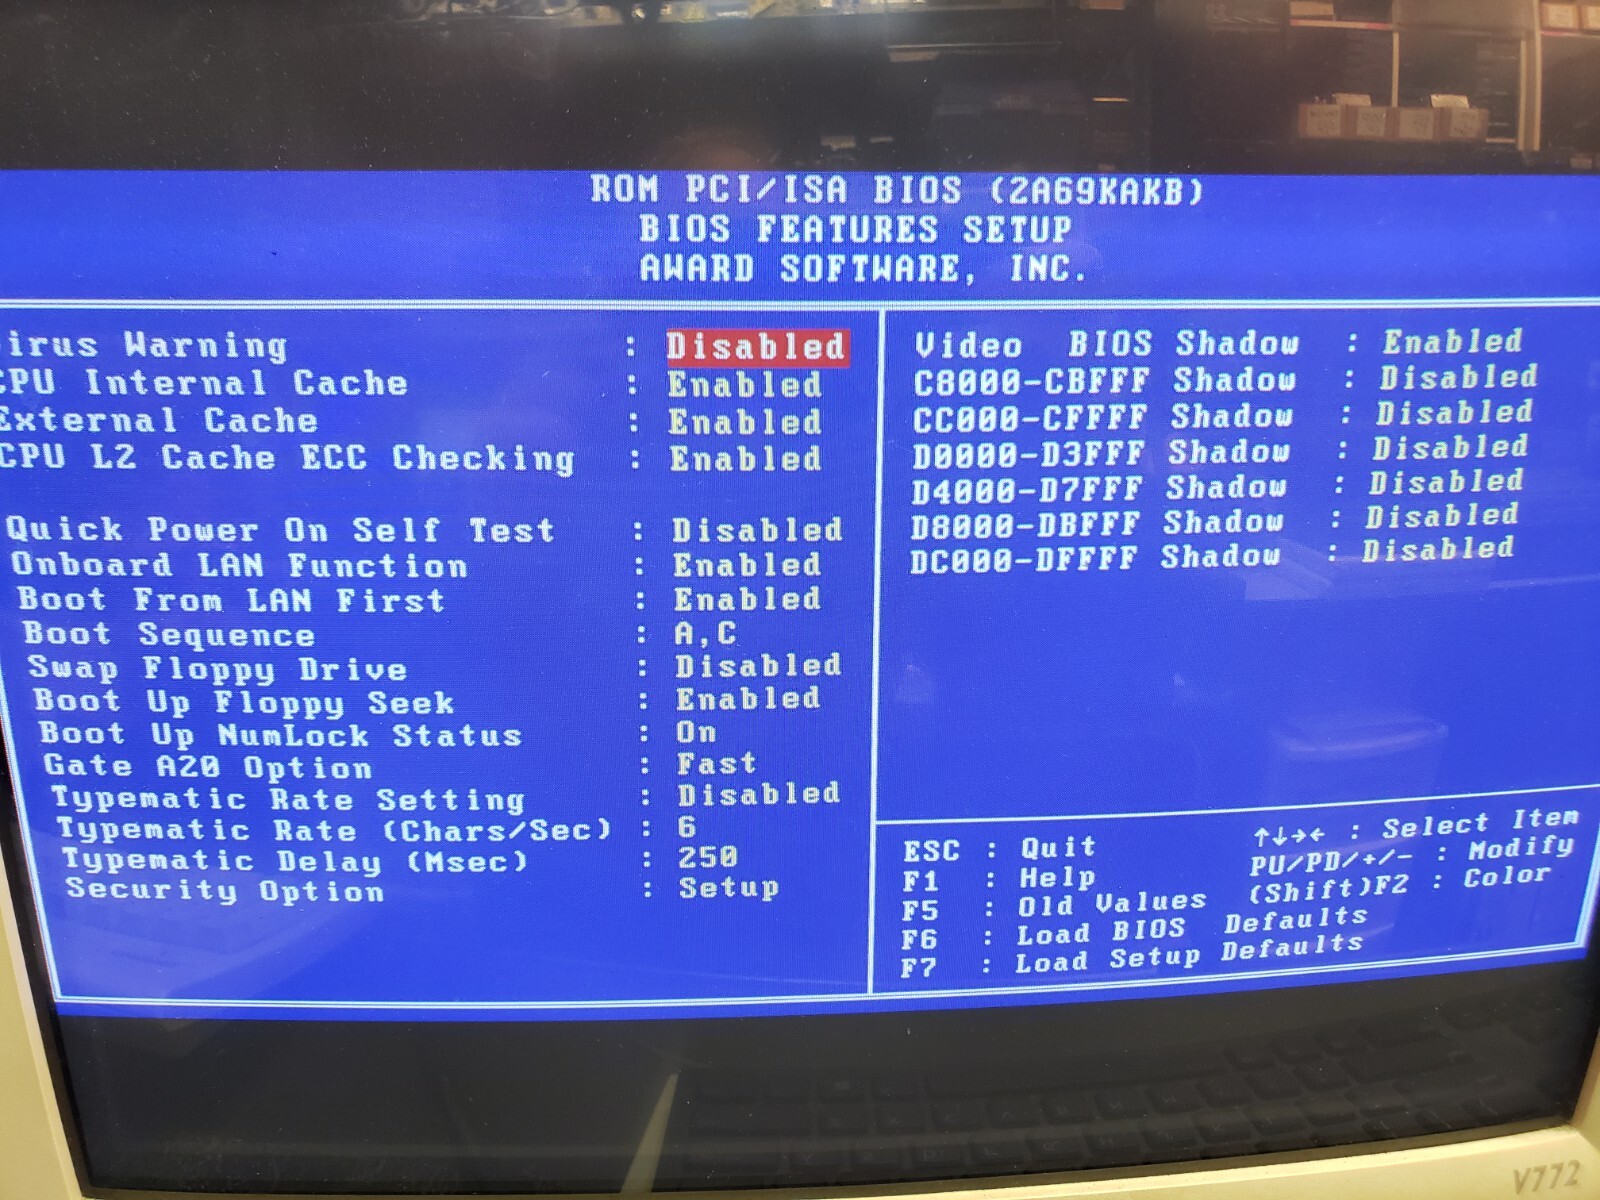 ROM PCI/ISA BIOS (2A69KAKB)
BIOS FEATURES SETUP
AWARD SOFTWARE, INC.
irus Warning : Disabled
CPU Internal Cache : Enabled
External Cache : Enabled
CPU L2 Cache ECC Checking : Enabled
Quick Power On Self Test : Disabled
Onboard LAN Function : Enabled
Boot From LAN First : Enabled
Boot Sequence : A,C
Swap Floppy Drive : Disabled
Boot Up Floppy Seek : Enabled
Boot Up NumLock Status : On
Gate A20 Option : Fast
Typematic Rate Setting : Disabled
Typematic Rate (Chars/Sec) : 6
Typematic Delay (Msec) : 250
Security Option : Setup
Video BIOS Shadow : Enabled
C8000-CBFFF Shadow : Disabled
CC000-CFFFF Shadow : Disabled
D0000-D3FFF Shadow : Disabled
D4000-D7FFF Shadow : Disabled
D8000-DBFFF Shadow : Disabled
DC000-DFFFF Shadow : Disabled
ESC : Quit ↑↓→← : Select Item
F1 : Help PU/PD/+/- : Modify
F5 : Old Values (Shift)F2 : Color
F6 : Load BIOS Defaults
F7 : Load Setup Defaults
V772